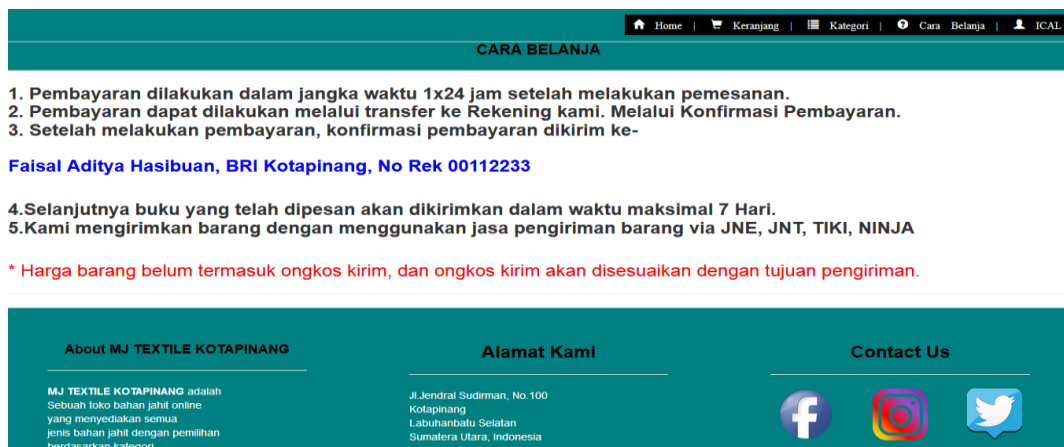 Home | Keranjang | Kategori | Cara Belanja | ICAL
CARA BELANJA
1. Pembayaran dilakukan dalam jangka waktu 1x24 jam setelah melakukan pemesanan.
2. Pembayaran dapat dilakukan melalui transfer ke Rekening kami. Melalui Konfirmasi Pembayaran.
3. Setelah melakukan pembayaran, konfirmasi pembayaran dikirim ke-
Faisal Aditya Hasibuan, BRI Kotapinang, No Rek 00112233
4.Selanjutnya buku yang telah dipesan akan dikirimkan dalam waktu maksimal 7 Hari.
5.Kami mengirimkan barang dengan menggunakan jasa pengiriman barang via JNE, JNT, TIKI, NINJA
* Harga barang belum termasuk ongkos kirim, dan ongkos kirim akan disesuaikan dengan tujuan pengiriman.
About MJ TEXTILE KOTAPINANG
MJ TEXTILE KOTAPINANG adalah
Sebuah toko bahan jahit online
yang menyediakan semua
jenis bahan jahit dengan pemilihan
berdasarkan kategori
Alamat Kami
Jl.Jendral Sudirman, No.100
Kotapinang
Labuhanbatu Selatan
Sumatera Utara, Indonesia
Contact Us